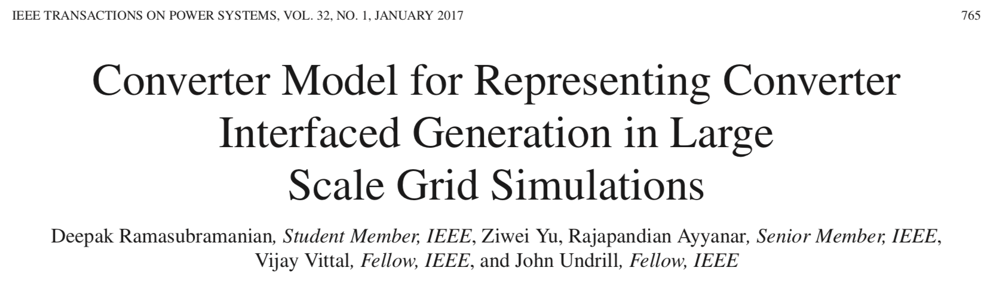 IEEE TRANSACTIONS ON POWER SYSTEMS, VOL. 32, NO. 1, JANUARY 2017 765
Converter Model for Representing Converter
Interfaced Generation in Large
Scale Grid Simulations
Deepak Ramasubramanian, Student Member, IEEE, Ziwei Yu, Rajapandian Ayyanar, Senior Member, IEEE,
Vijay Vittal, Fellow, IEEE, and John Undrill, Fellow, IEEE